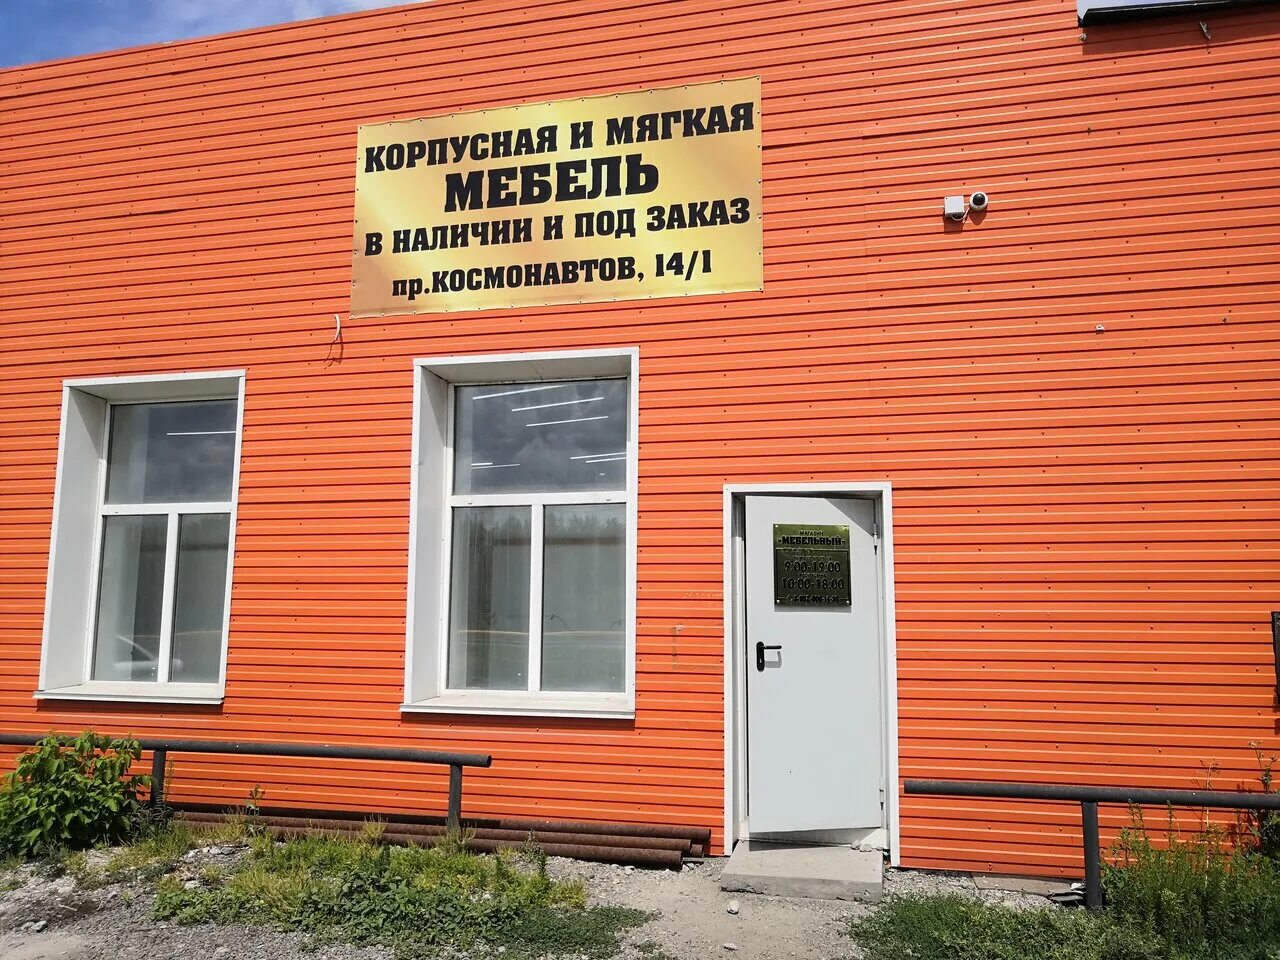 КОРПУСНАЯ И МЯГКАЯ
МЕБЕЛЬ
В НАЛИЧИИ И ПОД ЗАКАЗ
пр.КОСМОНАВТОВ, 14/1
МАГАЗИН
«МЕБЕЛЬНЫЙ»
9:00-19:00
10:00-18:00